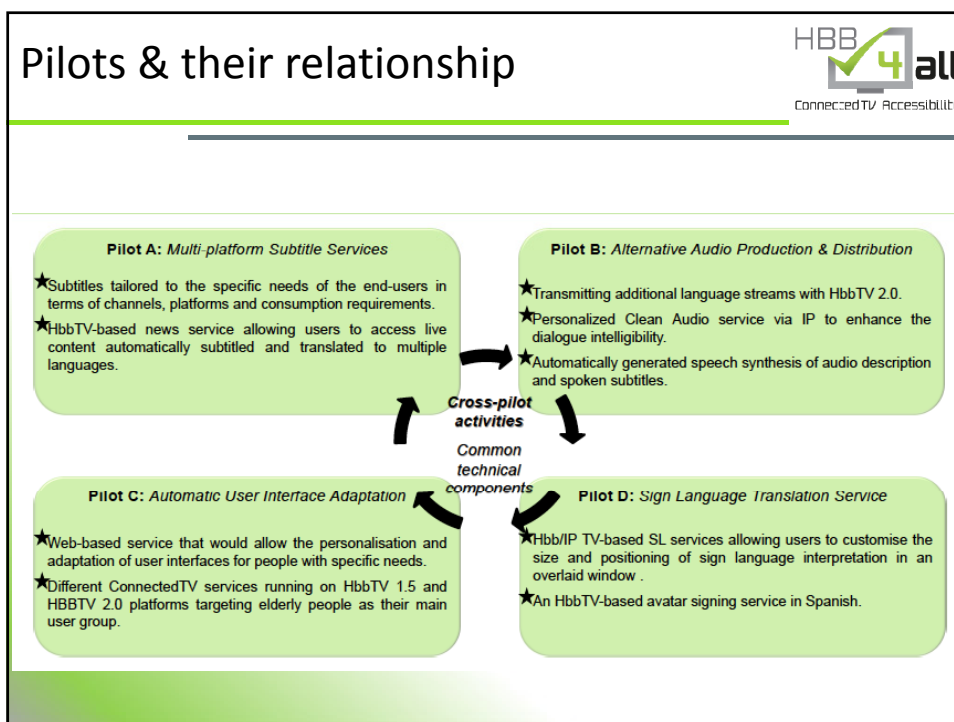 Pilots & their relationship
HBB
4all
ConnectedTV Accessibilit
Pilot A: Multi-platform Subtitle Services
Subtitles tailored to the specific needs of the end-users in
terms of channels, platforms and consumption requirements.
HbbTV-based news service allowing users to access live
content automatically subtitled and translated to multiple
languages.
Pilot B: Alternative Audio Production & Distribution
Transmitting additional language streams with HbbTV 2.0.
Personalized Clean Audio service via IP to enhance the
dialogue intelligibility.
Automatically generated speech synthesis of audio description
and spoken subtitles.
Cross-pilot
activities
Common
technical
components
Pilot C: Automatic User Interface Adaptation
Web-based service that would allow the personalisation and
adaptation of user interfaces for people with specific needs.
Different ConnectedTV services running on HbbTV 1.5 and
HBBTV 2.0 platforms targeting elderly people as their main
user group.
Pilot D: Sign Language Translation Service
Hbb/IP TV-based SL services allowing users to customise the
size and positioning of sign language interpretation in an
overlaid window .
An HbbTV-based avatar signing service in Spanish.